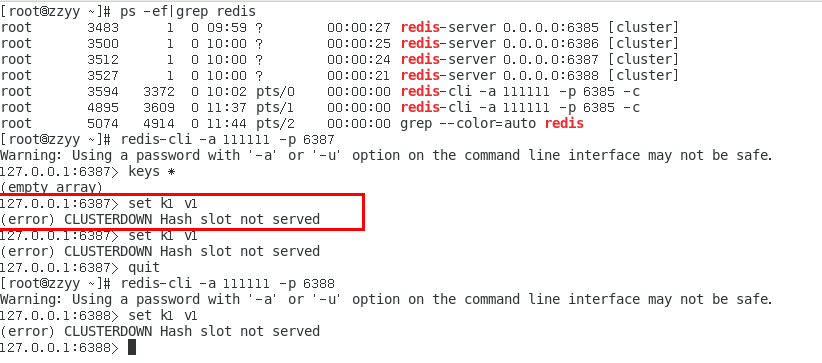 [root@zzyy ~]# ps -ef|grep redis
root      3483     1  0 09:59 ?        00:00:27 redis-server 0.0.0.0:6385 [cluster]
root      3500     1  0 10:00 ?        00:00:25 redis-server 0.0.0.0:6386 [cluster]
root      3512     1  0 10:00 ?        00:00:24 redis-server 0.0.0.0:6387 [cluster]
root      3527     1  0 10:00 ?        00:00:21 redis-server 0.0.0.0:6388 [cluster]
root      3594  3372  0 10:02 pts/0    00:00:00 redis-cli -a 111111 -p 6385 -c
root      4895  3609  0 11:37 pts/1    00:00:00 redis-cli -a 111111 -p 6385 -c
root      5074  4914  0 11:44 pts/2    00:00:00 grep --color=auto redis
[root@zzyy ~]# redis-cli -a 111111 -p 6387
Warning: Using a password with '-a' or '-u' option on the command line interface may not be safe.
127.0.0.1:6387> keys *
(empty array)
127.0.0.1:6387> set k1 v1
(error) CLUSTERDOWN Hash slot not served
127.0.0.1:6387> set k1 v1
(error) CLUSTERDOWN Hash slot not served
127.0.0.1:6387> quit
[root@zzyy ~]# redis-cli -a 111111 -p 6388
Warning: Using a password with '-a' or '-u' option on the command line interface may not be safe.
127.0.0.1:6388> set k1 v1
(error) CLUSTERDOWN Hash slot not served
127.0.0.1:6388>